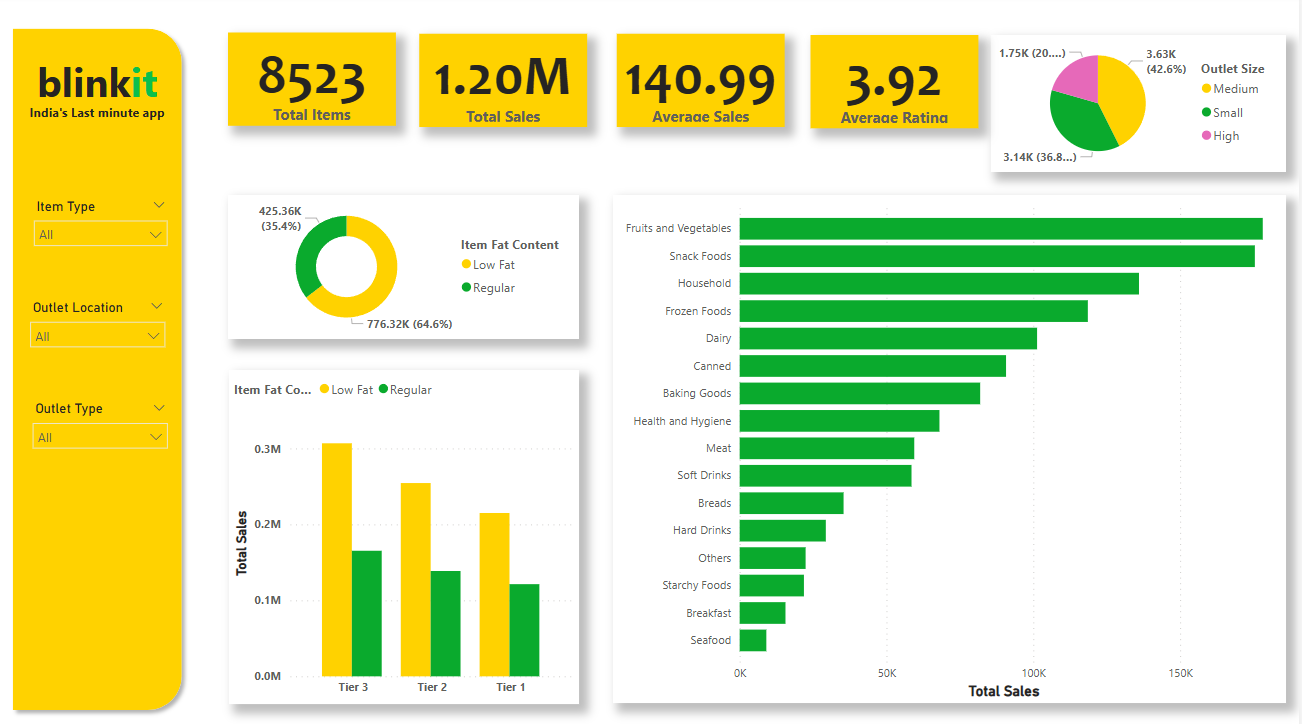 blinkit
India's Last minute app
Item Type
All
Outlet Location
All
Outlet Type
All
8523
Total Items
1.20M
Total Sales
140.99
Average Sales
3.92
Average Rating
1.75K (20....)
3.63K
(42.6%)
3.14K (36.8...)
Outlet Size
Medium
Small
High
425.36K
(35.4%)
776.32K (64.6%)
Item Fat Content
Low Fat
Regular
Item Fat Co... Low Fat Regular
0.3M
0.2M
0.1M
0.0M
Total Sales
Tier 3 Tier 2 Tier 1
Fruits and Vegetables
Snack Foods
Household
Frozen Foods
Dairy
Canned
Baking Goods
Health and Hygiene
Meat
Soft Drinks
Breads
Hard Drinks
Others
Starchy Foods
Breakfast
Seafood
0K 50K 100K 150K
Total Sales